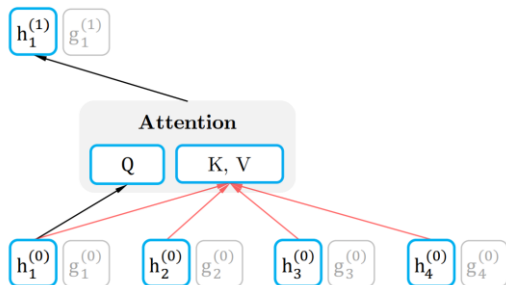 h₁⁽¹⁾ g₁⁽¹⁾
Attention
Q K, V
h₁⁽⁰⁾ g₁⁽⁰⁾ h₂⁽⁰⁾ g₂⁽⁰⁾ h₃⁽⁰⁾ g₃⁽⁰⁾ h₄⁽⁰⁾ g₄⁽⁰⁾